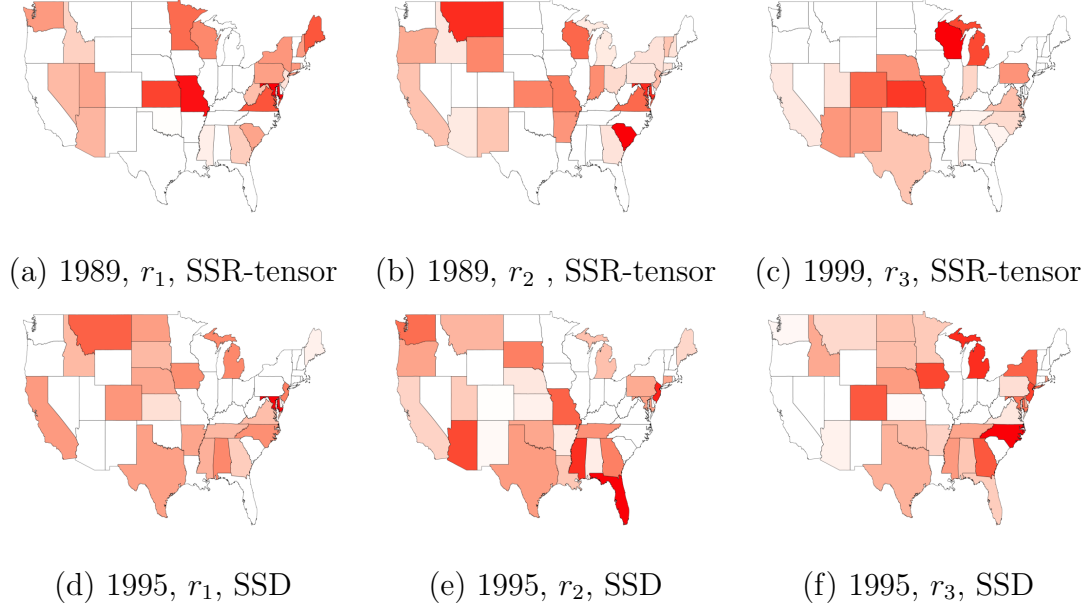 (a) 1989, r₁, SSR-tensor
(b) 1989, r₂ , SSR-tensor
(c) 1999, r₃, SSR-tensor
(d) 1995, r₁, SSD
(e) 1995, r₂, SSD
(f) 1995, r₃, SSD